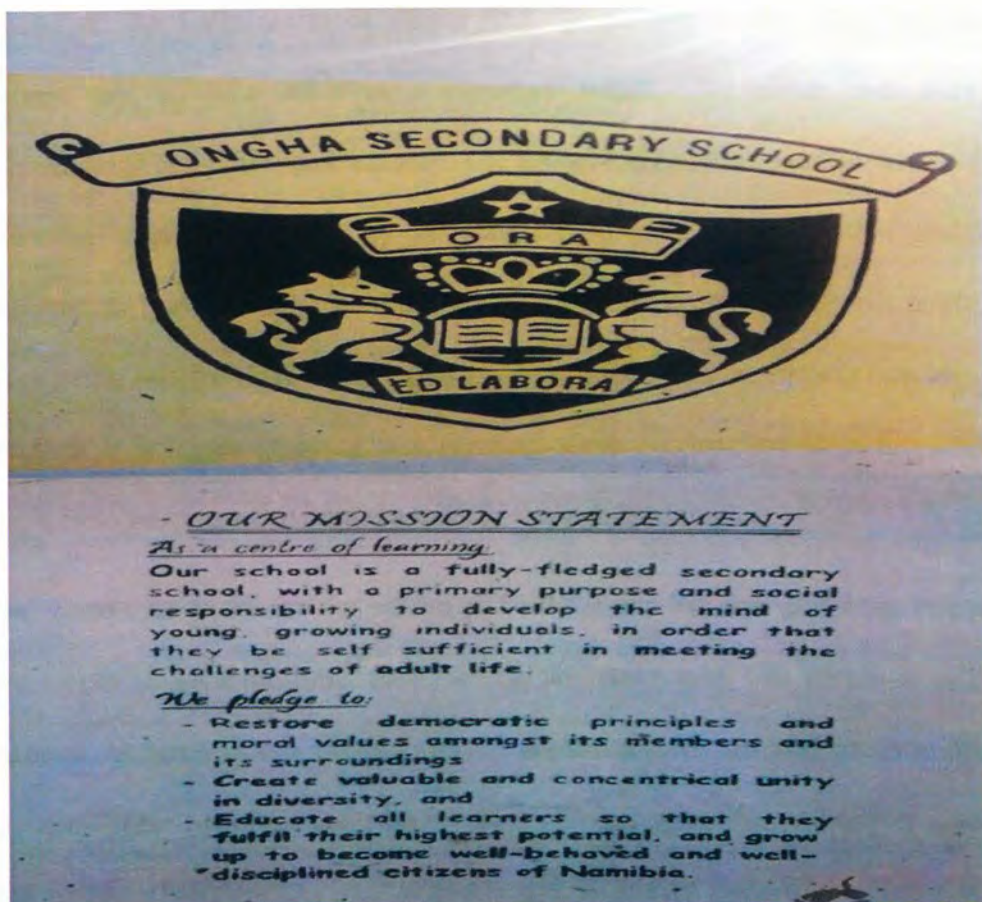 ONGHA SECONDARY SCHOOL
ORA
ED LABORA
- OUR MISSION STATEMENT
As a centre of learning
Our school is a fully-fledged secondary
school, with a primary purpose and social
responsibility to develop the mind of
young, growing individuals, in order that
they be self sufficient in meeting the
challenges of adult life.
We pledge to:
- Restore democratic principles and
moral values amongst its members and
its surroundings
- Create valuable and concentrical unity
in diversity, and
- Educate all learners so that they
fulfil their highest potential, and grow
up to become well-behaved and well-
disciplined citizens of Namibia.